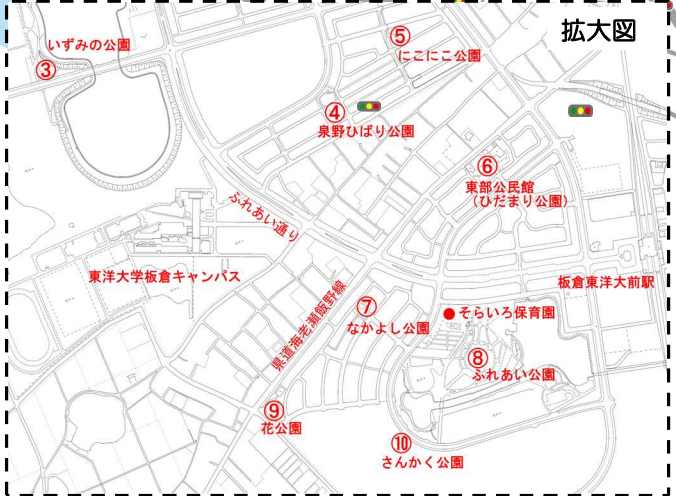 拡大図
いずみの公園
③
⑤
にこにこ公園
④
泉野ひばり公園
⑥
東部公民館
(ひだまり公園)
ふれあい通り
東洋大学板倉キャンパス
板倉東洋大前駅
県道海老瀬飯野線
⑦
なかよし公園
そらいろ保育園
⑧
ふれあい公園
⑨
花公園
⑩
さんかく公園